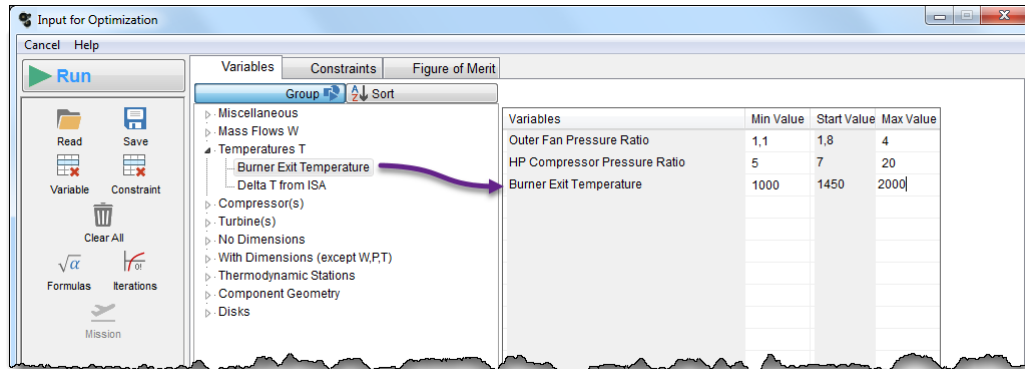 Input for Optimization
Cancel Help
Run
Read Save
Variable Constraint
Clear All
Formulas Iterations
Mission
Variables Constraints Figure of Merit
Group Sort
Miscellaneous
Mass Flows W
Temperatures T
Burner Exit Temperature
Delta T from ISA
Compressor(s)
Turbine(s)
No Dimensions
With Dimensions (except W,P,T)
Thermodynamic Stations
Component Geometry
Disks
Variables Min Value Start Value Max Value
Outer Fan Pressure Ratio 1,1 1,8 4
HP Compressor Pressure Ratio 5 7 20
Burner Exit Temperature 1000 1450 2000